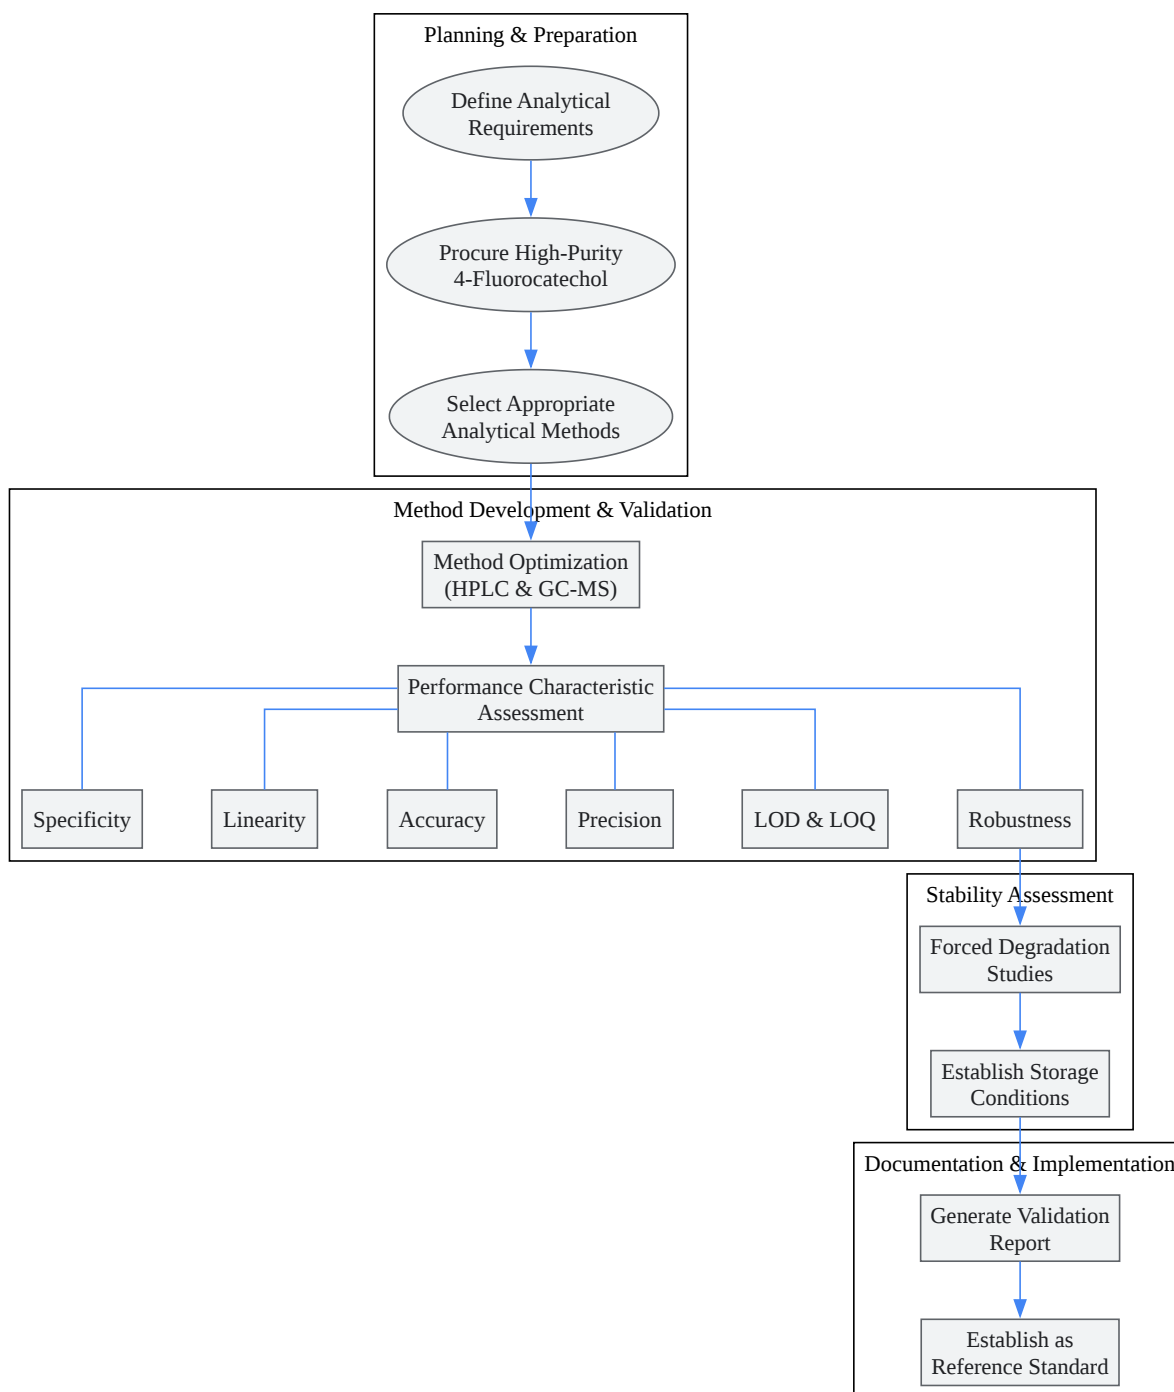 Planning & Preparation
Define Analytical
Requirements
Procure High-Purity
4-Fluorocatechol
Select Appropriate
Analytical Methods
Method Development & Validation
Method Optimization
(HPLC & GC-MS)
Performance Characteristic
Assessment
Specificity
Linearity
Accuracy
Precision
LOD & LOQ
Robustness
Stability Assessment
Forced Degradation
Studies
Establish Storage
Conditions
Documentation & Implementation
Generate Validation
Report
Establish as
Reference Standard